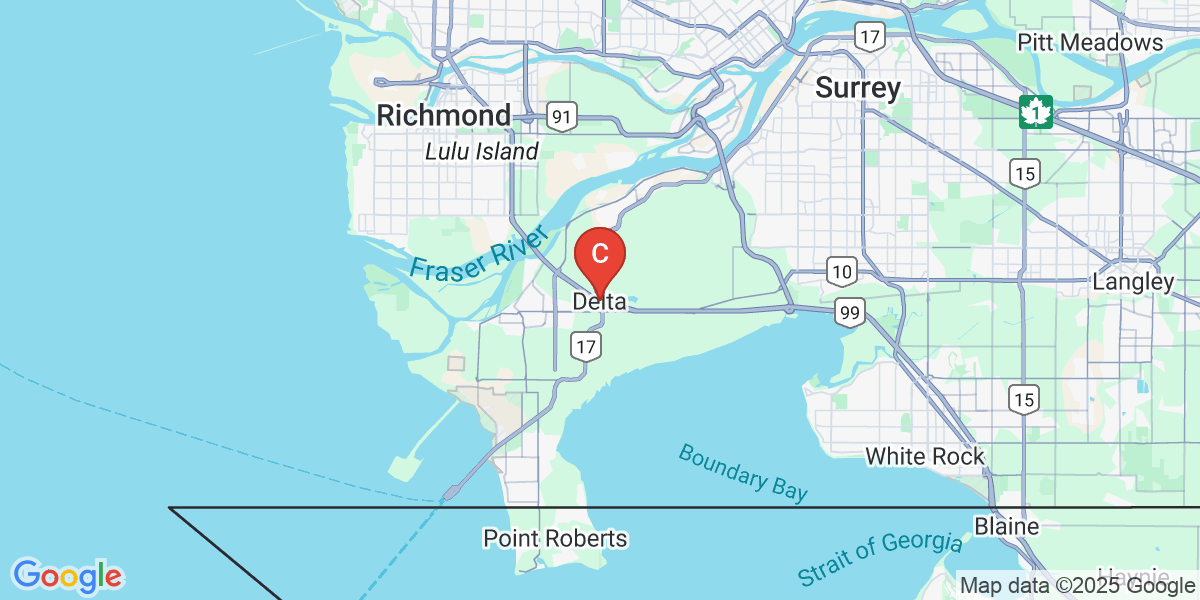 17
Pitt Meadows
Surrey
1
Richmond
91
Lulu Island
15
Fraser River
C
10
Langley
Delta
99
17
15
White Rock
Boundary Bay
Blaine
Point Roberts
Strait of Georgia
Haynie
Google
Map data ©2025 Google